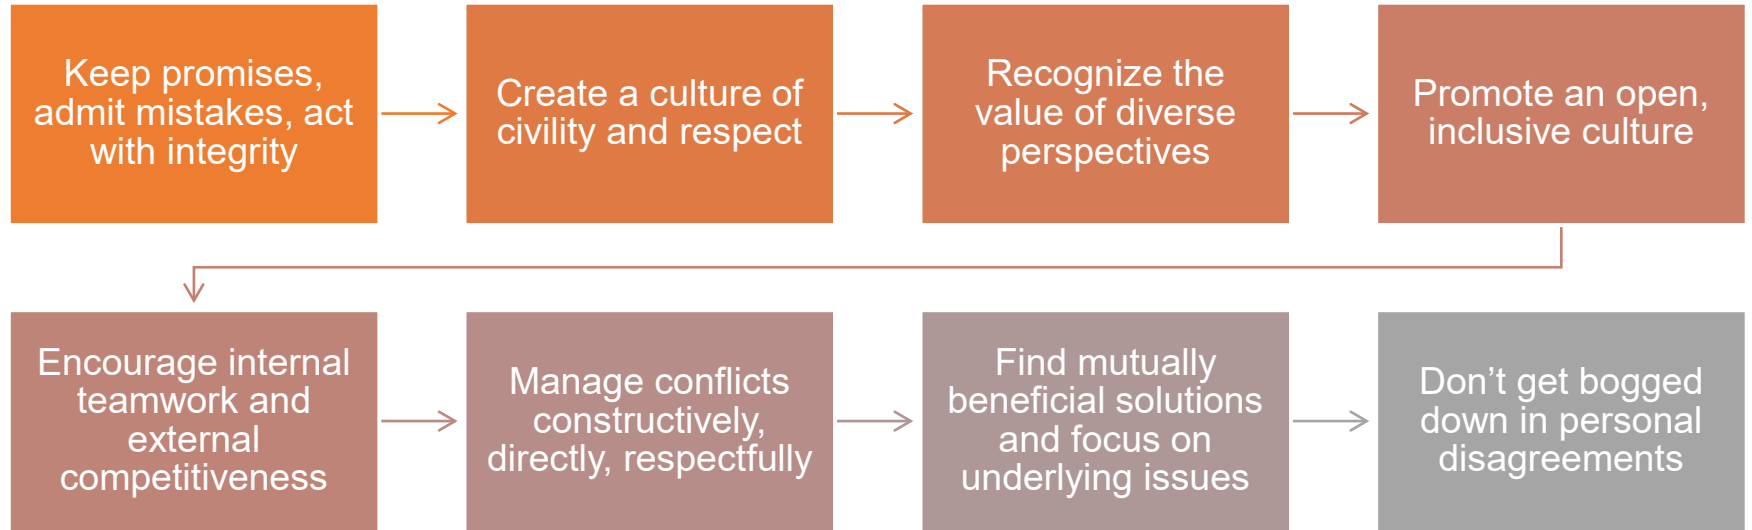 Keep promises,
admit mistakes, act
with integrity
Create a culture of
civility and respect
Recognize the
value of diverse
perspectives
Promote an open,
inclusive culture
Encourage internal
teamwork and
external
competitiveness
Manage conflicts
constructively,
directly, respectfully
Find mutually
beneficial solutions
and focus on
underlying issues
Don’t get bogged
down in personal
disagreements